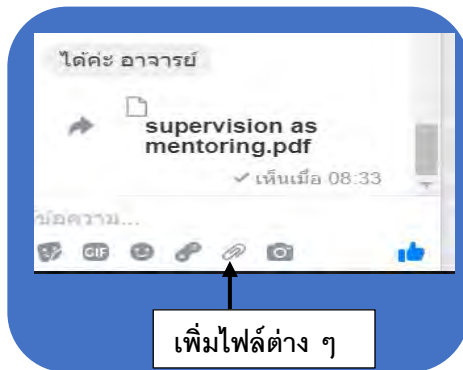 ได้ค่ะ อาจารย์
supervision as
mentoring.pdf
✓ เห็นเมื่อ 08:33
ข้อความ...
GIF
เพิ่มไฟล์ต่าง ๆ